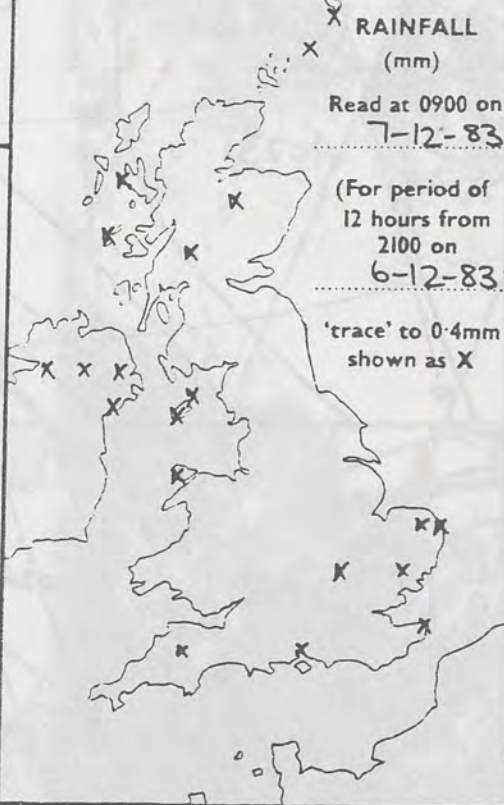 RAINFALL
(mm)
Read at 0900 on
7-12-83
(For period of
12 hours from
2100 on
6-12-83
'trace' to 0·4mm
shown as X
X
X
X
X
X
X
X X X
X
X
X
X
X X
X X
X
X X